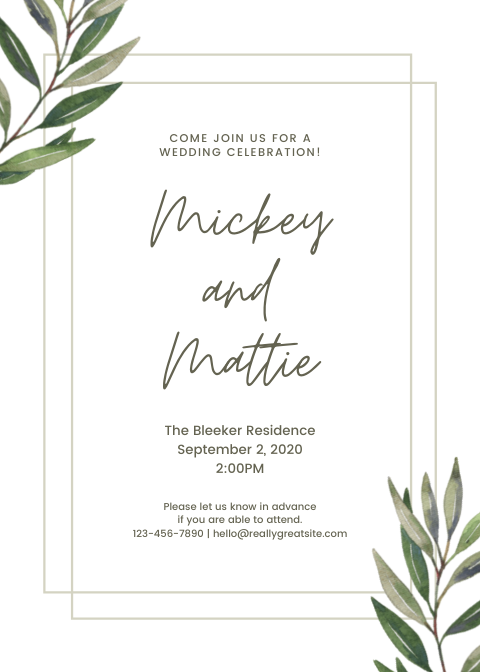 COME JOIN US FOR A
WEDDING CELEBRATION!
Mickey
and
Mattie
The Bleeker Residence
September 2, 2020
2:00PM
Please let us know in advance
if you are able to attend.
123-456-7890 | hello@reallygreatsite.com